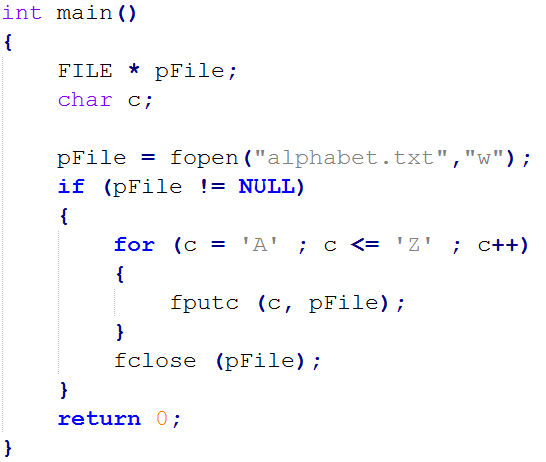 int main()
{
    FILE * pFile;
    char c;

    pFile = fopen("alphabet.txt","w");
    if (pFile != NULL)
    {
        for (c = 'A' ; c <= 'Z' ; c++)
        {
            fputc (c, pFile);
        }
        fclose (pFile);
    }
    return 0;
}